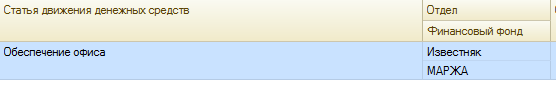 Статья движения денежных средств
Отдел
Финансовый фонд
Обеспечение офиса
Известняк
МАРЖА